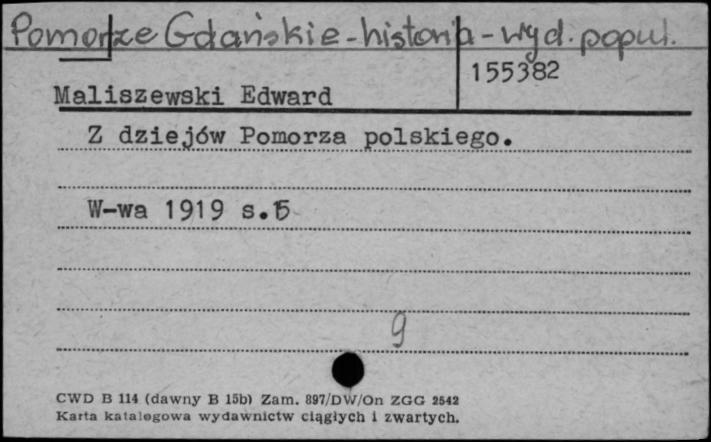 Pomorze Gdańskie - historia - wyd. popul.
155382
Maliszewski Edward
Z dziejów Pomorza polskiego.
W-wa 1919 s.15
9
CWD B 114 (dawny B 15b) Zam. 897/DW/On ZGG 2542
Karta katalogowa wydawnictw ciągłych i zwartych.